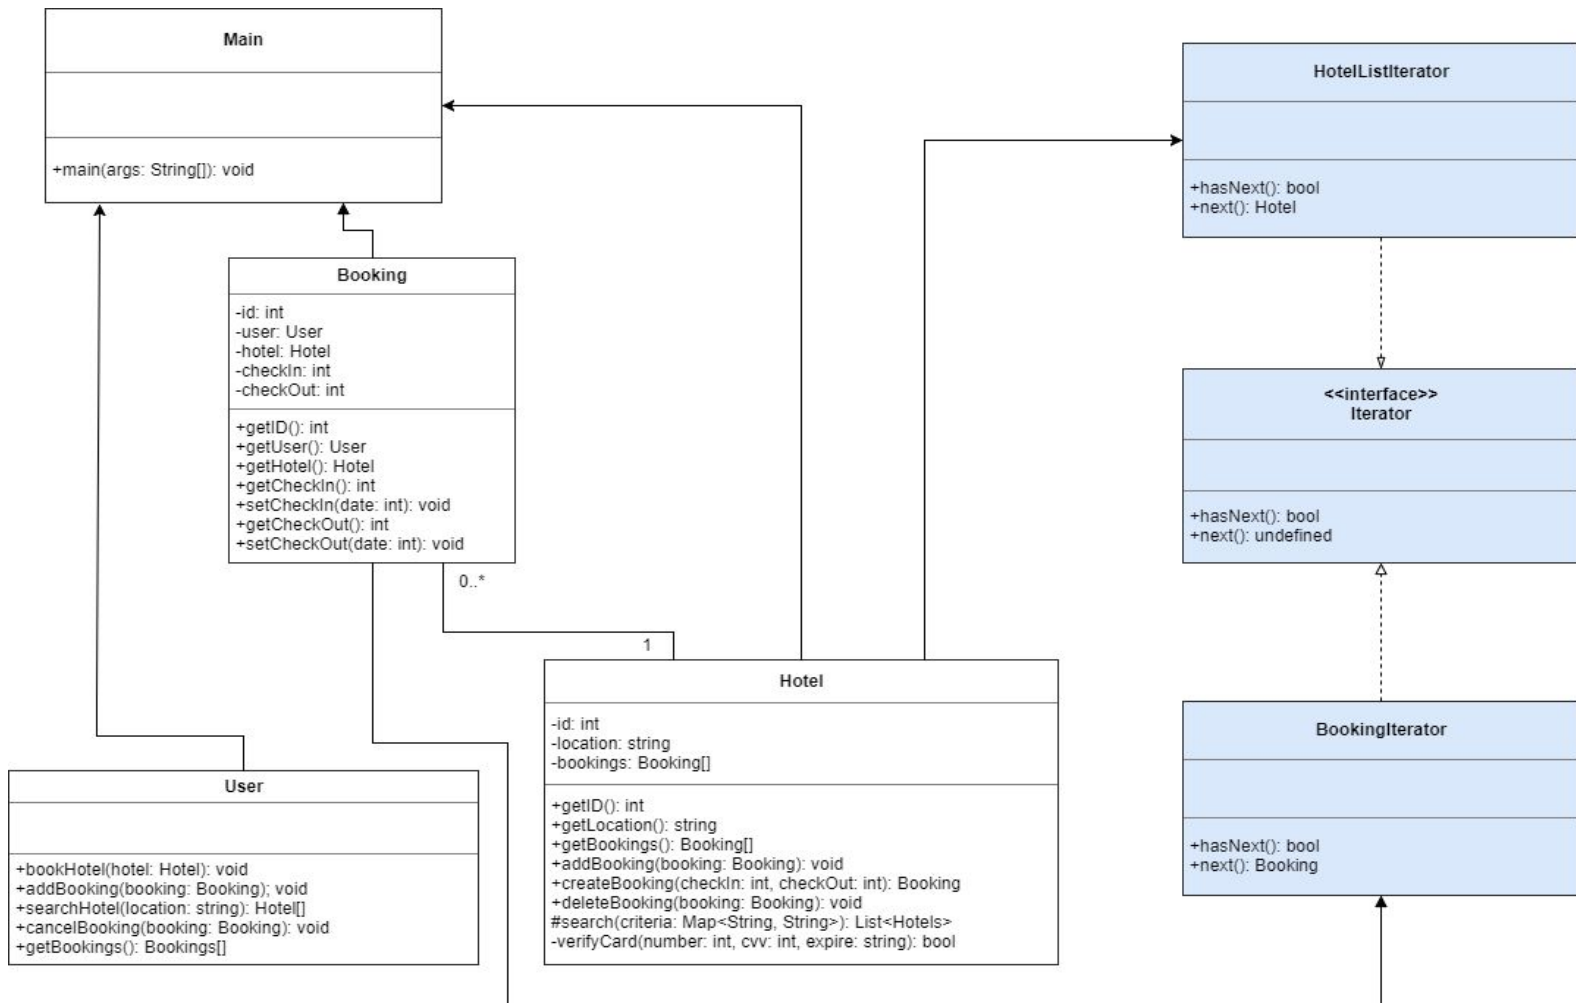 Main
+main(args: String[]): void
HotelListIterator
+hasNext(): bool
+next(): Hotel
Booking
-id: int
-user: User
-hotel: Hotel
-checkIn: int
-checkOut: int
+getID(): int
+getUser(): User
+getHotel(): Hotel
+getCheckIn(): int
+setCheckIn(date: int): void
+getCheckOut(): int
+setCheckOut(date: int): void
0..*
1
<<interface>>
Iterator
+hasNext(): bool
+next(): undefined
Hotel
-id: int
-location: string
-bookings: Booking[]
+getID(): int
+getLocation(): string
+getBookings(): Booking[]
+addBooking(booking: Booking): void
+createBooking(checkIn: int, checkOut: int): Booking
+deleteBooking(booking: Booking): void
#search(criteria: Map<String, String>): List<Hotels>
-verifyCard(number: int, cvv: int, expire: string): bool
BookingIterator
+hasNext(): bool
+next(): Booking
User
+bookHotel(hotel: Hotel): void
+addBooking(booking: Booking); void
+searchHotel(location: string): Hotel[]
+cancelBooking(booking: Booking): void
+getBookings(): Bookings[]